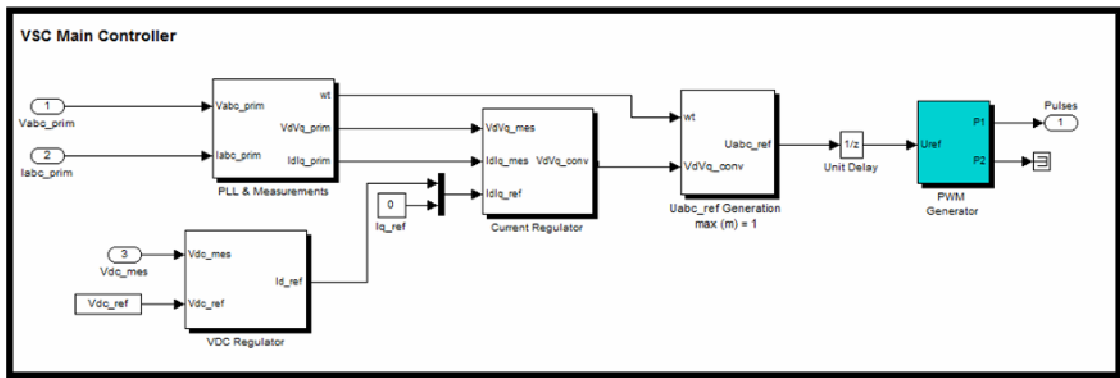 VSC Main Controller
1
Vabc_prim
2
Iabc_prim
Vabc_prim
Iabc_prim
wt
VdVq_prim
IdIq_prim
PLL & Measurements
3
Vdc_mes
Vdc_ref
Vdc_mes
Vdc_ref
Id_ref
VDC Regulator
0
Iq_ref
VdVq_mes
IdIq_mes
IdIq_ref
VdVq_conv
Current Regulator
wt
VdVq_conv
Uabc_ref
Uabc_ref Generation
max (m) = 1
1/z
Unit Delay
Uref
P1
P2
PWM
Generator
Pulses
1